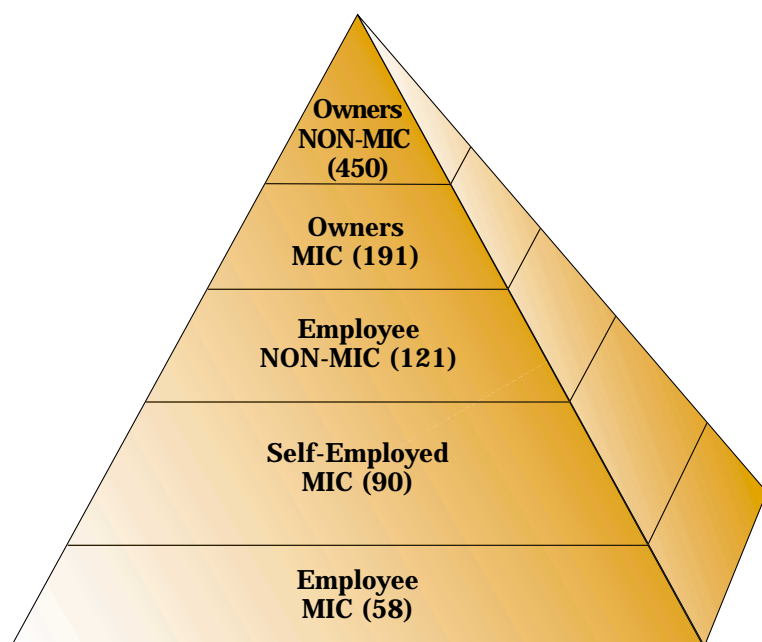 Owners
NON-MIC
(450)
Owners
MIC (191)
Employee
NON-MIC (121)
Self-Employed
MIC (90)
Employee
MIC (58)